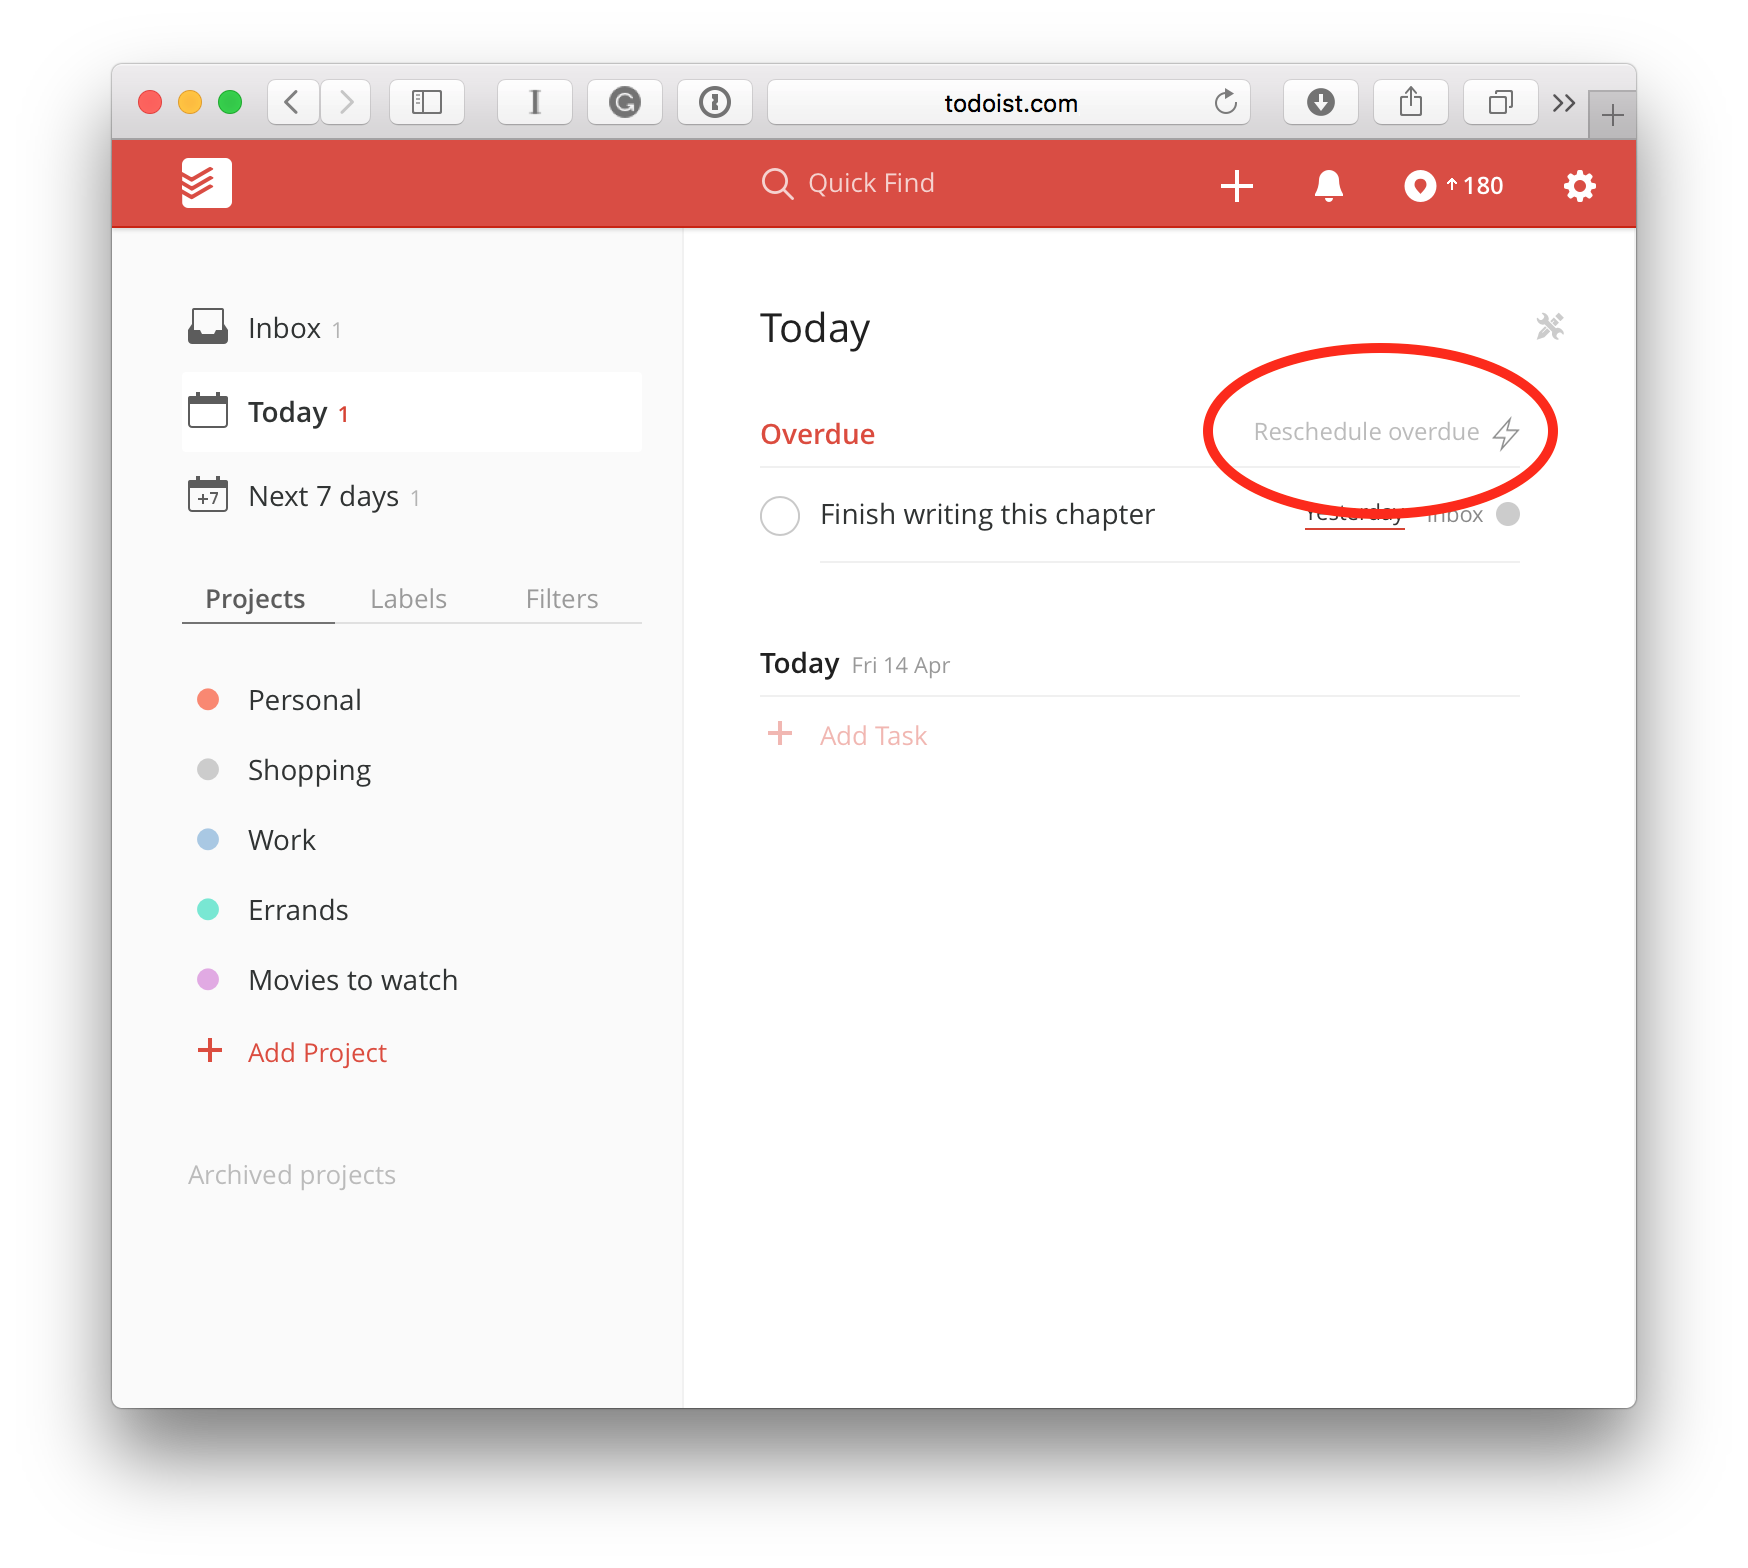 todoist.com
Quick Find
180
Inbox 1
Today 1
+7 Next 7 days 1
Projects Labels Filters
Personal
Shopping
Work
Errands
Movies to watch
Add Project
Archived projects
Today
Overdue Reschedule overdue
Finish writing this chapter Yesterday Inbox
Today Fri 14 Apr
Add Task